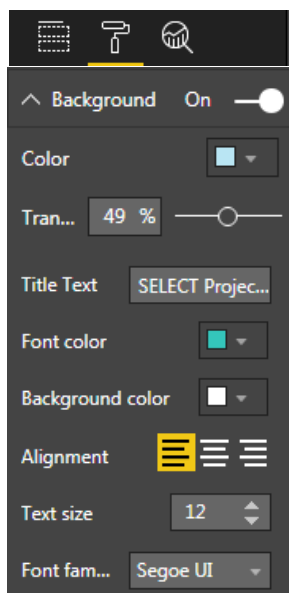 Background On
Color
Tran... 49 %
Title Text SELECT Projec...
Font color
Background color
Alignment
Text size 12
Font fam... Segoe UI